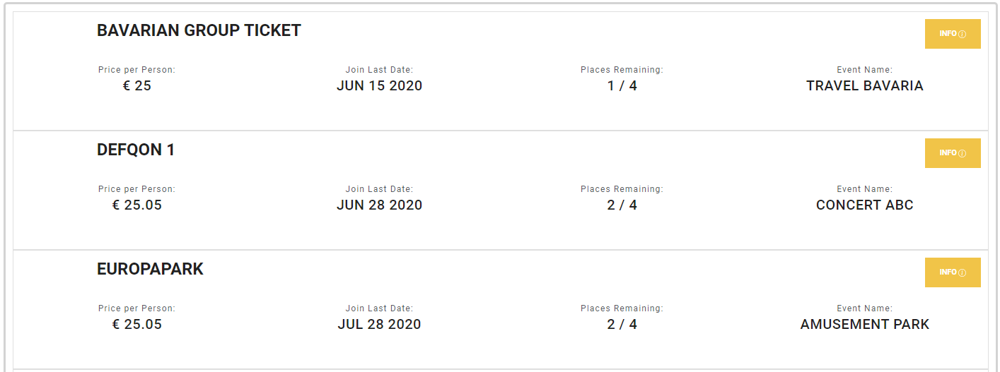 BAVARIAN GROUP TICKET
INFO
Price per Person: Join Last Date: Places Remaining: Event Name:
€ 25 JUN 15 2020 1 / 4 TRAVEL BAVARIA
DEFQON 1
INFO
Price per Person: Join Last Date: Places Remaining: Event Name:
€ 25.05 JUN 28 2020 2 / 4 CONCERT ABC
EUROPAPARK
INFO
Price per Person: Join Last Date: Places Remaining: Event Name:
€ 25.05 JUL 28 2020 2 / 4 AMUSEMENT PARK